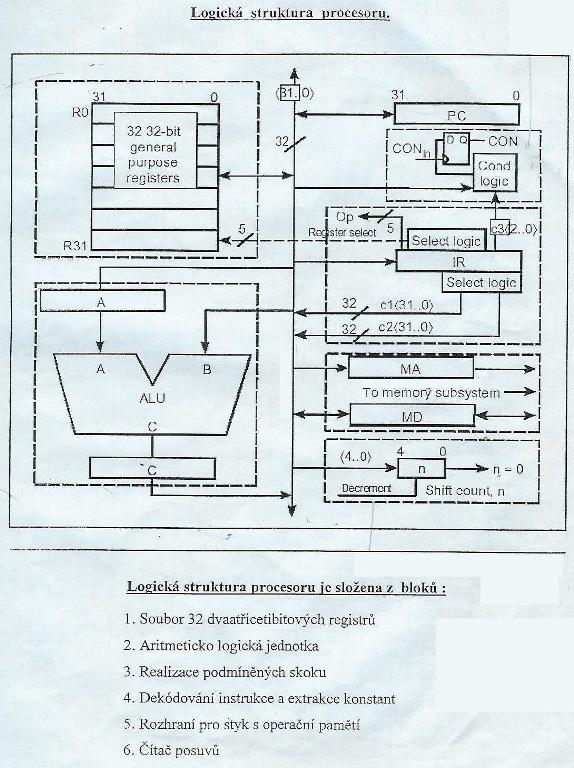 Logická struktura procesoru.
31 0
R0
32 32-bit
general
purpose
registers
R31
⟨31..0⟩
32
31 0
PC
D Q
CON
CONin
Cond
logic
Op
Register select
5
5
c3⟨2..0⟩
Select logic
IR
Select logic
32 c1⟨31..0⟩
32 c2⟨31..0⟩
A
A B
ALU
C
C
MA
To memory subsystem
MD
⟨4..0⟩
4 0
n
n = 0
Decrement
Shift count, n
Logická struktura procesoru je složena z bloků :
1. Soubor 32 dvaatřicetibitových registrů
2. Aritmeticko logická jednotka
3. Realizace podmíněných skoku
4. Dekódování instrukce a extrakce konstant
5. Rozhraní pro styk s operační pamětí
6. Čítač posuvů